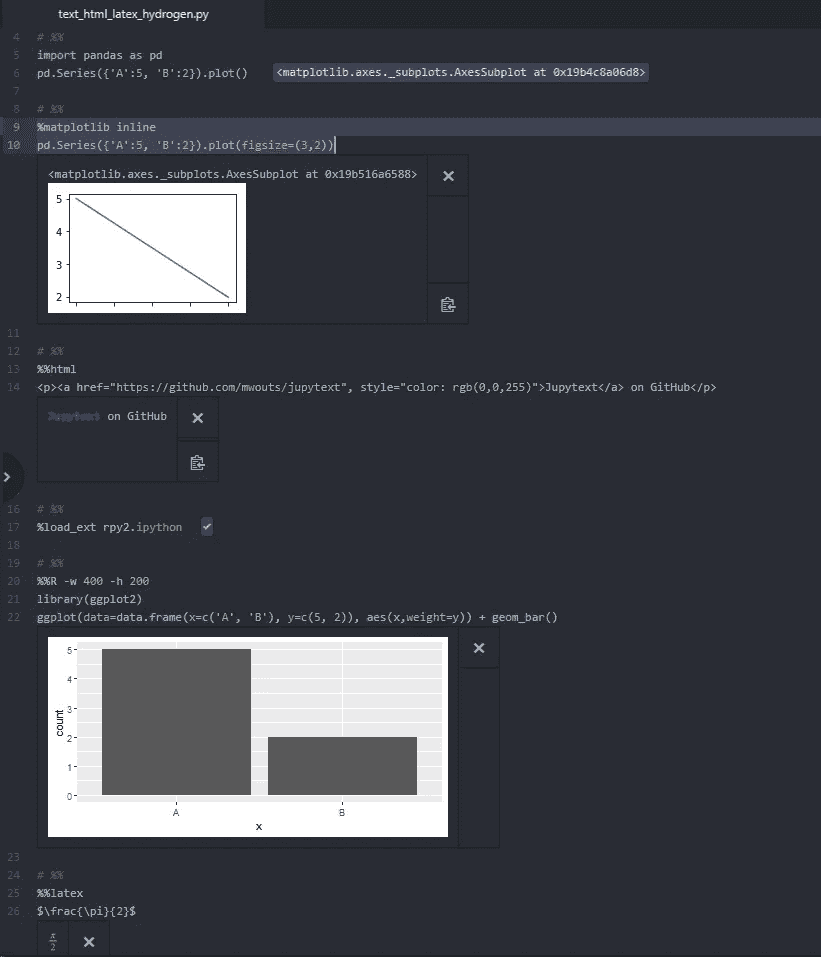 text_html_latex_hydrogen.py
4 # %%
5 import pandas as pd
6 pd.Series({'A':5, 'B':2}).plot() <matplotlib.axes._subplots.AxesSubplot at 0x19b4c8a06d8>
7
8 # %%
9 %matplotlib inline
10 pd.Series({'A':5, 'B':2}).plot(figsize=(3,2))
<matplotlib.axes._subplots.AxesSubplot at 0x19b516a6588>
5
4
3
2
11
12 # %%
13 %%html
14 <p><a href="https://github.com/mwouts/jupytext", style="color: rgb(0,0,255)">Jupytext</a> on GitHub</p>
on GitHub
16 # %%
17 %load_ext rpy2.ipython
18
19 # %%
20 %%R -w 400 -h 200
21 library(ggplot2)
22 ggplot(data=data.frame(x=c('A', 'B'), y=c(5, 2)), aes(x,weight=y)) + geom_bar()
5
4
3
2
1
0
count
A B
x
23
24 # %%
25 %%latex
26 $\frac{\pi}{2}$
π
2